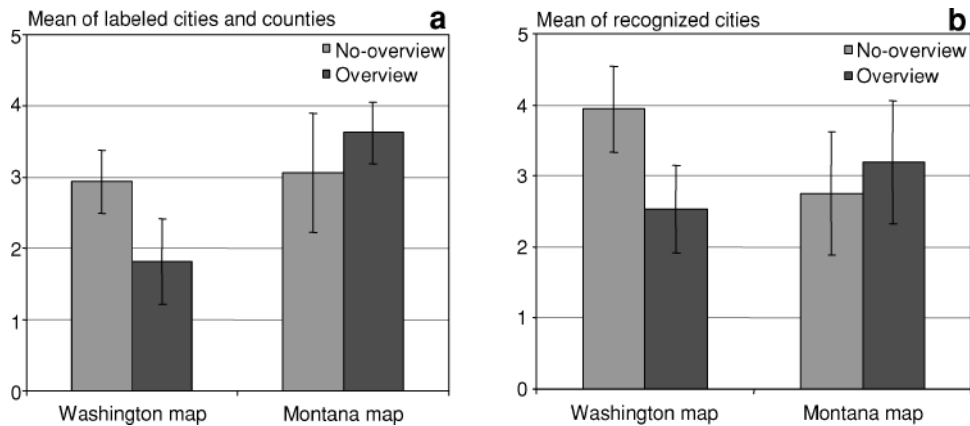 Mean of labeled cities and counties
a
5
4
3
2
1
0
No-overview
Overview
Washington map
Montana map
Mean of recognized cities
b
5
4
3
2
1
0
No-overview
Overview
Washington map
Montana map